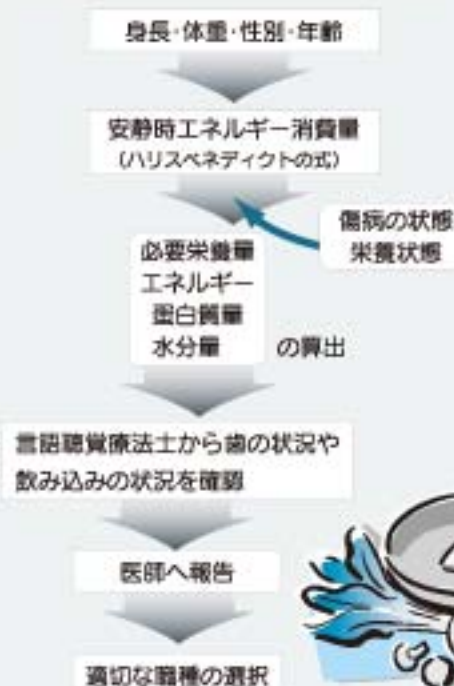 身長・体重・性別・年齢
安静時エネルギー消費量
(ハリスベネディクトの式)
傷病の状態
栄養状態
必要栄養量
エネルギー
蛋白質量
水分量 の算出
言語聴覚療法士から歯の状況や
飲み込みの状況を確認
医師へ報告
適切な職種の選択